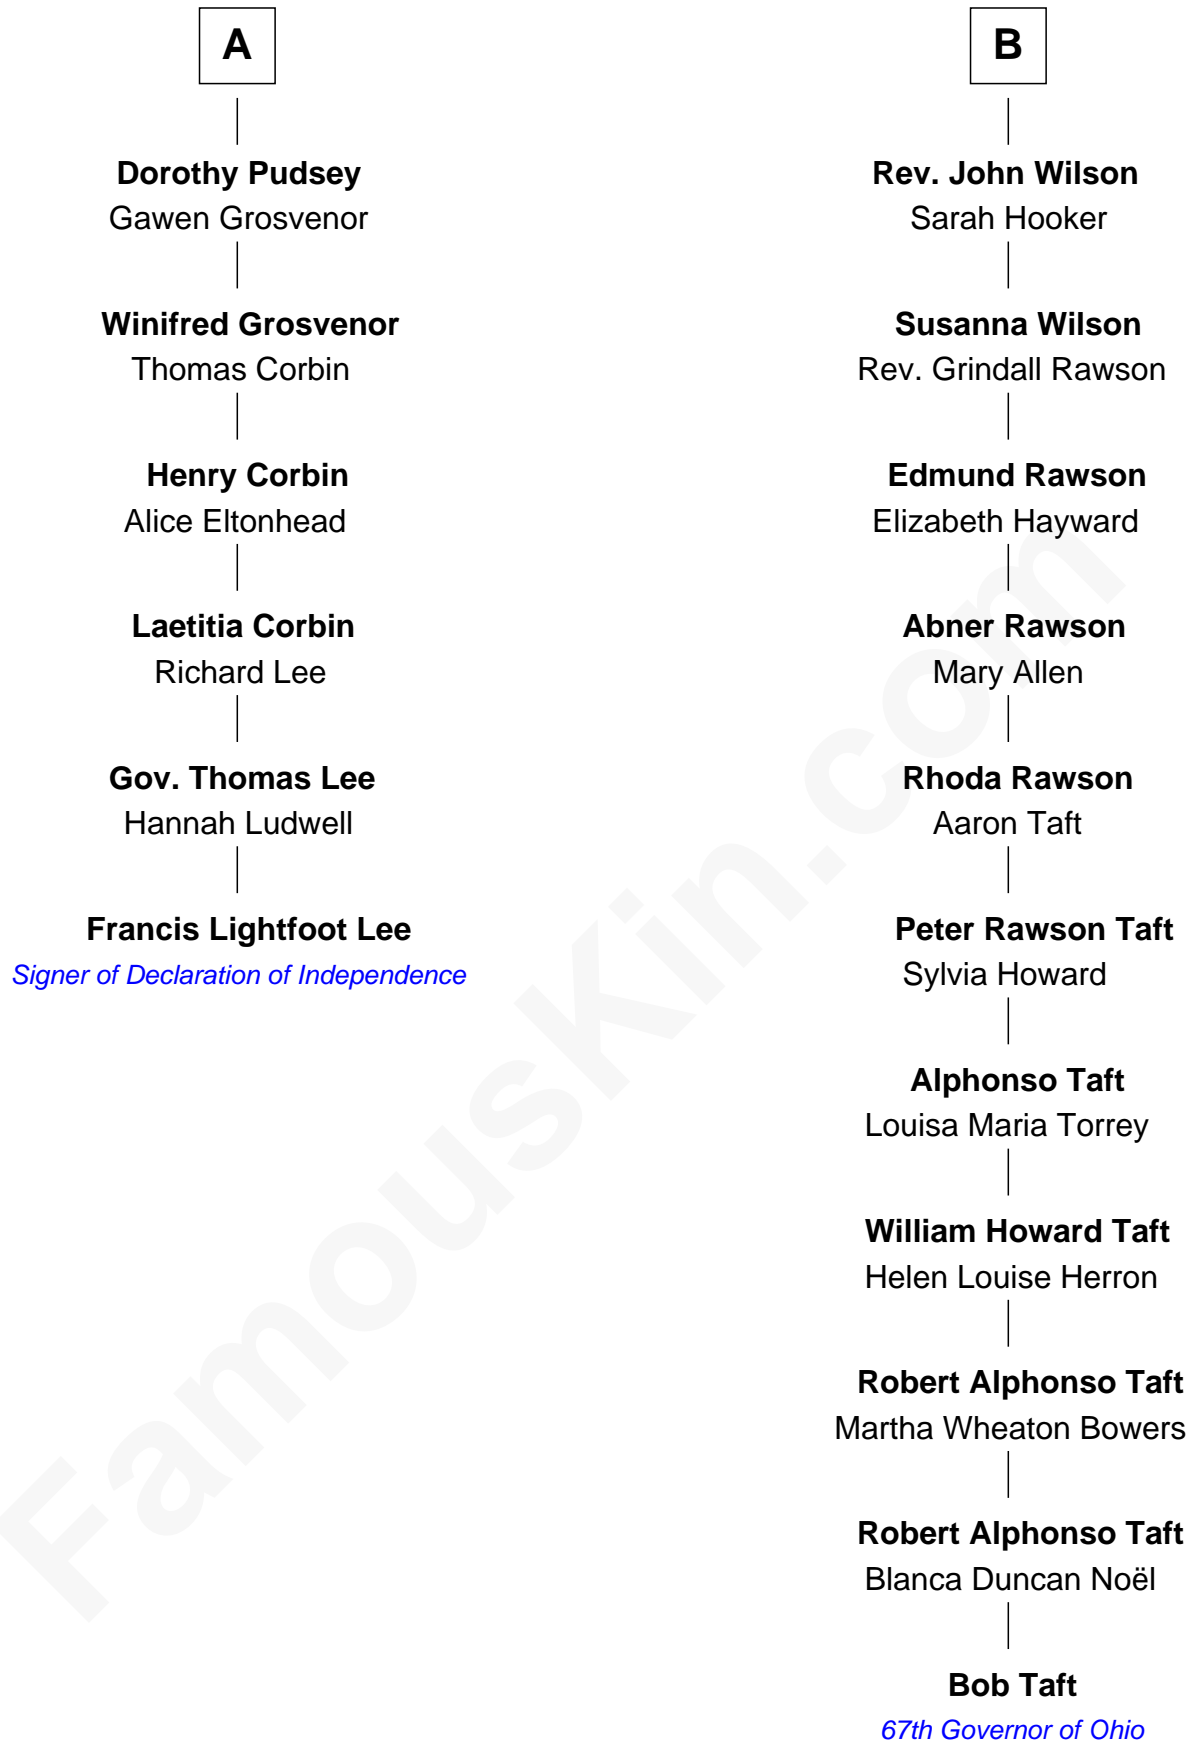 A
Dorothy Pudsey
Gawen Grosvenor
Winifred Grosvenor
Thomas Corbin
Henry Corbin
Alice Eltonhead
Laetitia Corbin
Richard Lee
Gov. Thomas Lee
Hannah Ludwell
Francis Lightfoot Lee
Signer of Declaration of Independence
B
Rev. John Wilson
Sarah Hooker
Susanna Wilson
Rev. Grindall Rawson
Edmund Rawson
Elizabeth Hayward
Abner Rawson
Mary Allen
Rhoda Rawson
Aaron Taft
Peter Rawson Taft
Sylvia Howard
Alphonso Taft
Louisa Maria Torrey
William Howard Taft
Helen Louise Herron
Robert Alphonso Taft
Martha Wheaton Bowers
Robert Alphonso Taft
Blanca Duncan Noël
Bob Taft
67th Governor of Ohio
FamousKin.com